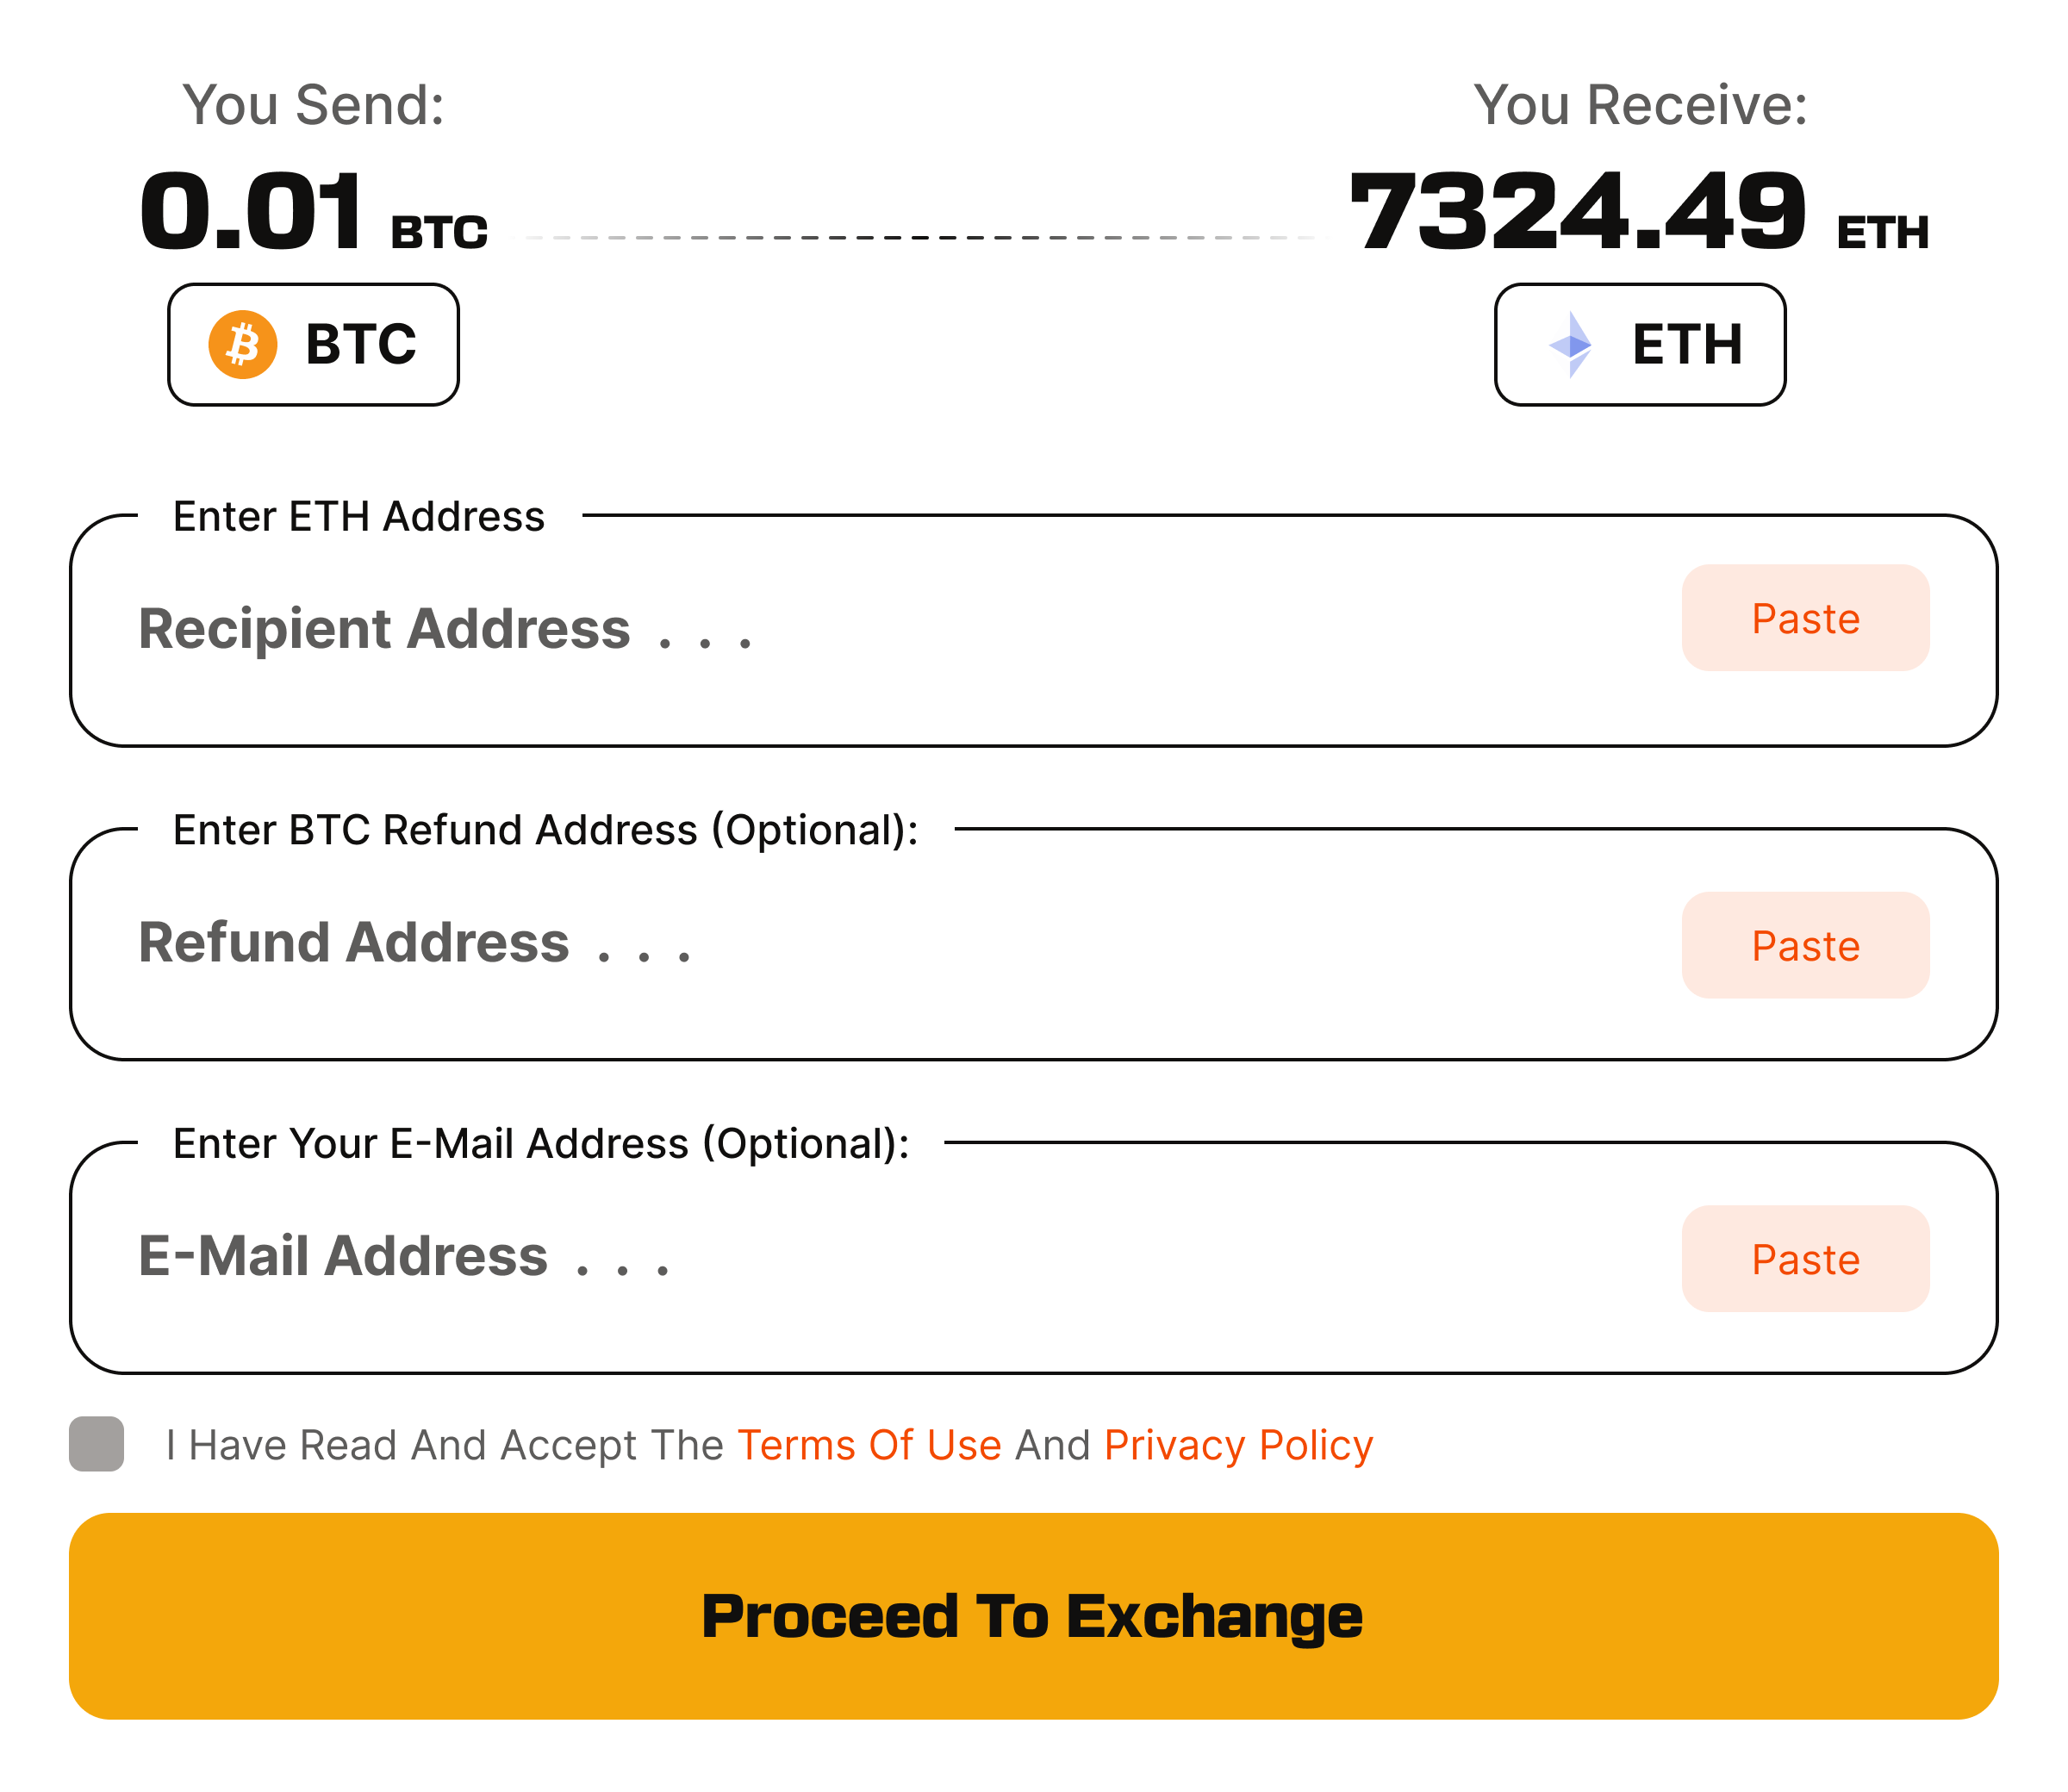 You Send:
You Receive:
0.01 BTC
7324.49 ETH
BTC
ETH
Enter ETH Address
Recipient Address . . .
Paste
Enter BTC Refund Address (Optional):
Refund Address . . .
Paste
Enter Your E-Mail Address (Optional):
E-Mail Address . . .
Paste
I Have Read And Accept The Terms Of Use And Privacy Policy
Proceed To Exchange